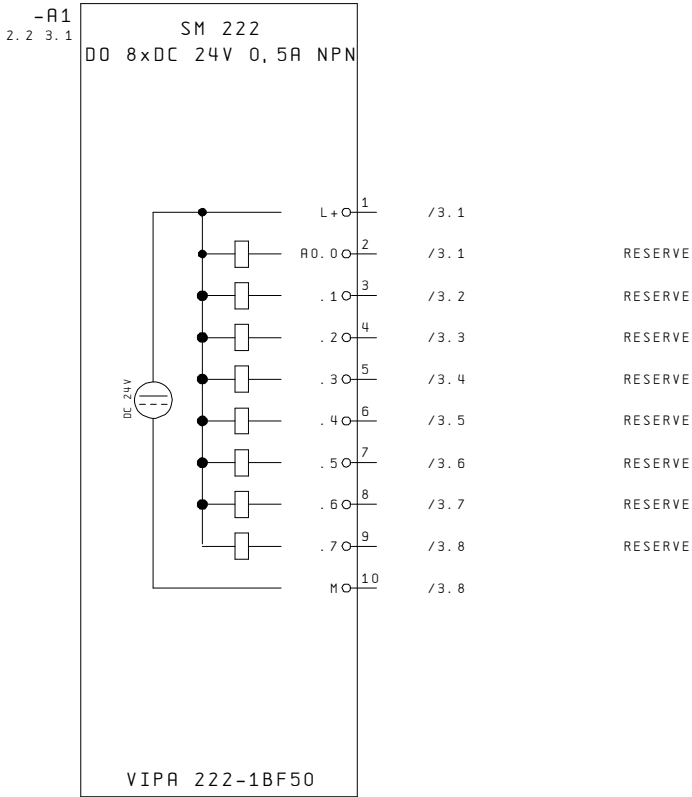 -A1
2.2 3.1
SM 222
DO 8xDC 24V 0,5A NPN
L+ 1 /3.1
A0.0 2 /3.1 RESERVE
.1 3 /3.2 RESERVE
.2 4 /3.3 RESERVE
.3 5 /3.4 RESERVE
DC 24V
.4 6 /3.5 RESERVE
.5 7 /3.6 RESERVE
.6 8 /3.7 RESERVE
.7 9 /3.8 RESERVE
M 10 /3.8
VIPA 222-1BF50